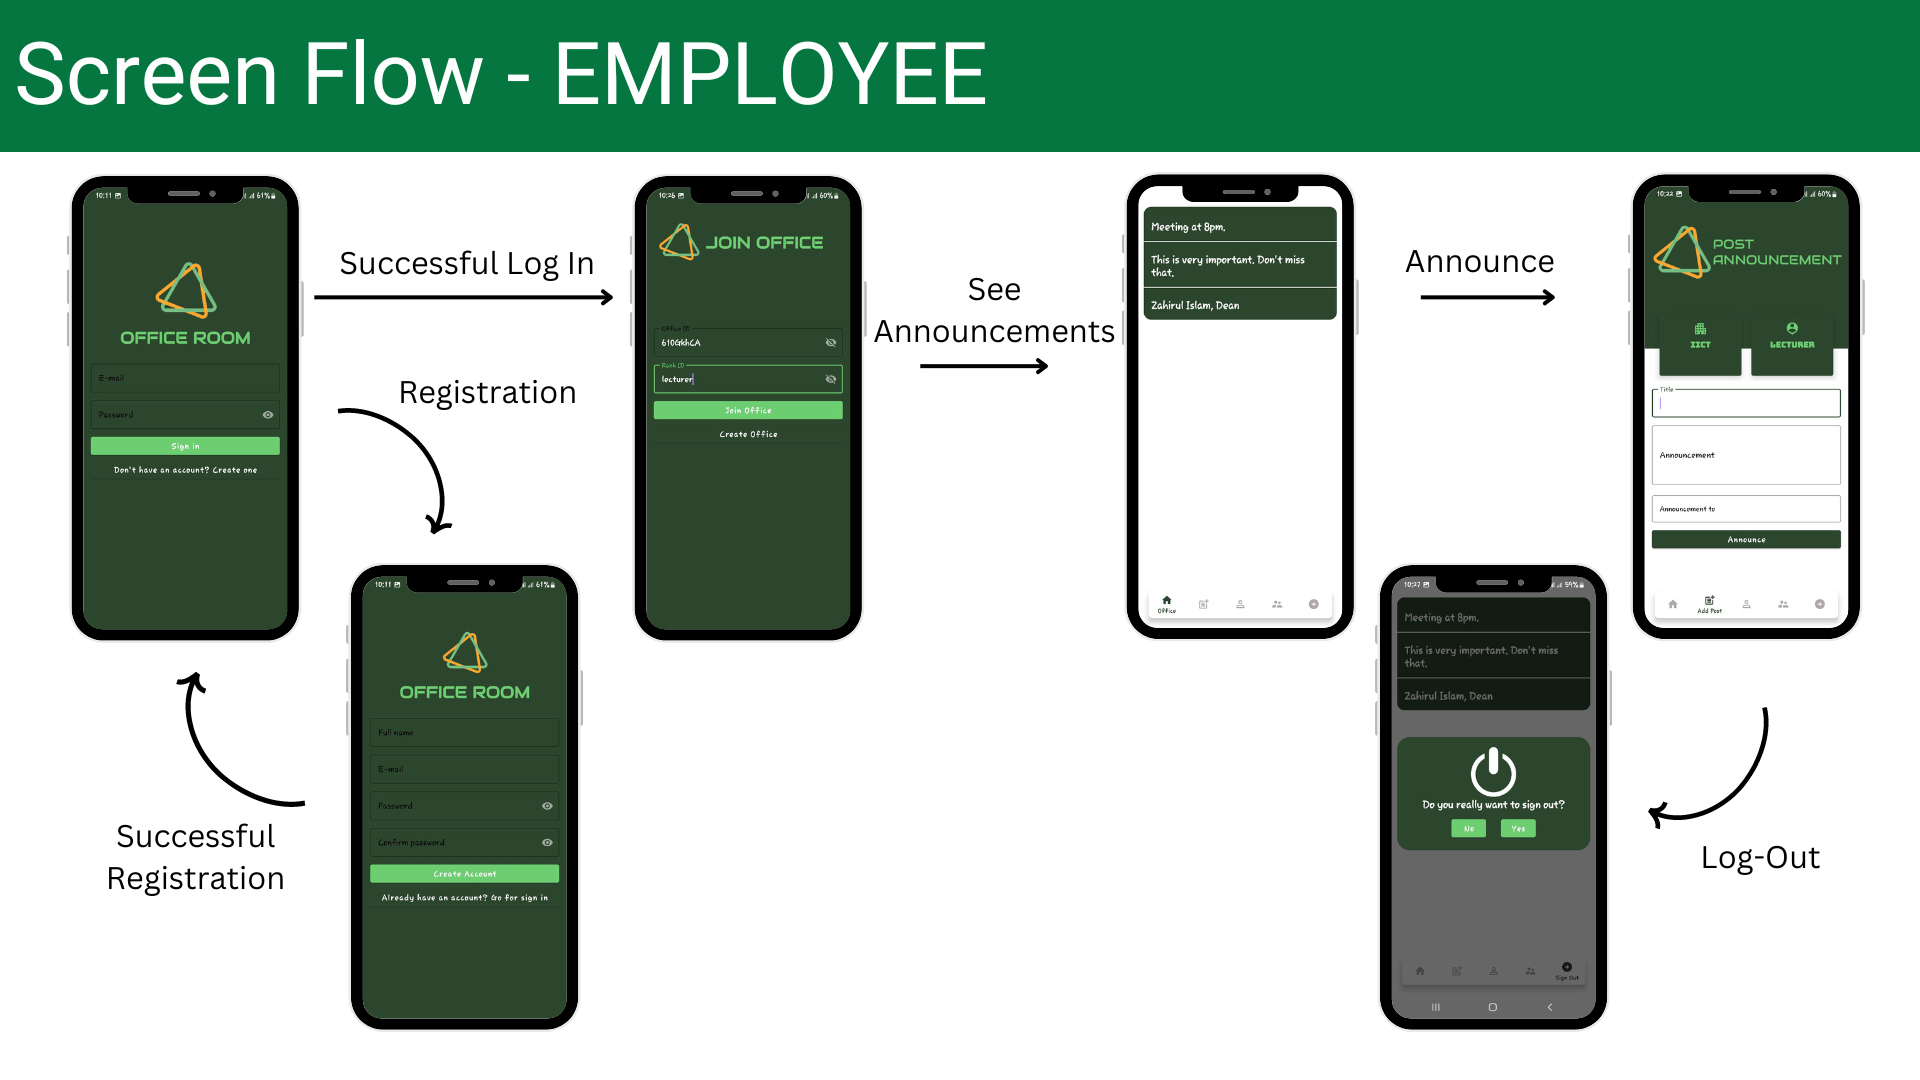 Screen Flow - EMPLOYEE
10:11
61%
OFFICE ROOM
E-mail
Password
Sign in
Don't have an account? Create one
Successful Log In
Registration
10:26
60%
JOIN OFFICE
Office ID
610GkhCA
Rank ID
lecturer
Join Office
Create Office
See
Announcements
Meeting at 8pm.
This is very important. Don't miss
that.
Zahirul Islam, Dean
Office
Announce
10:22
60%
POST
ANNOUNCEMENT
IICT
LECTURER
Title
Announcement
Announcement to
Announce
Add Post
10:11
61%
OFFICE ROOM
Full name
E-mail
Password
Confirm password
Create Account
Already have an account? Go for sign in
Successful
Registration
10:27
59%
Meeting at 8pm.
This is very important. Don't miss
that.
Zahirul Islam, Dean
Do you really want to sign out?
No
Yes
Sign Out
Log-Out